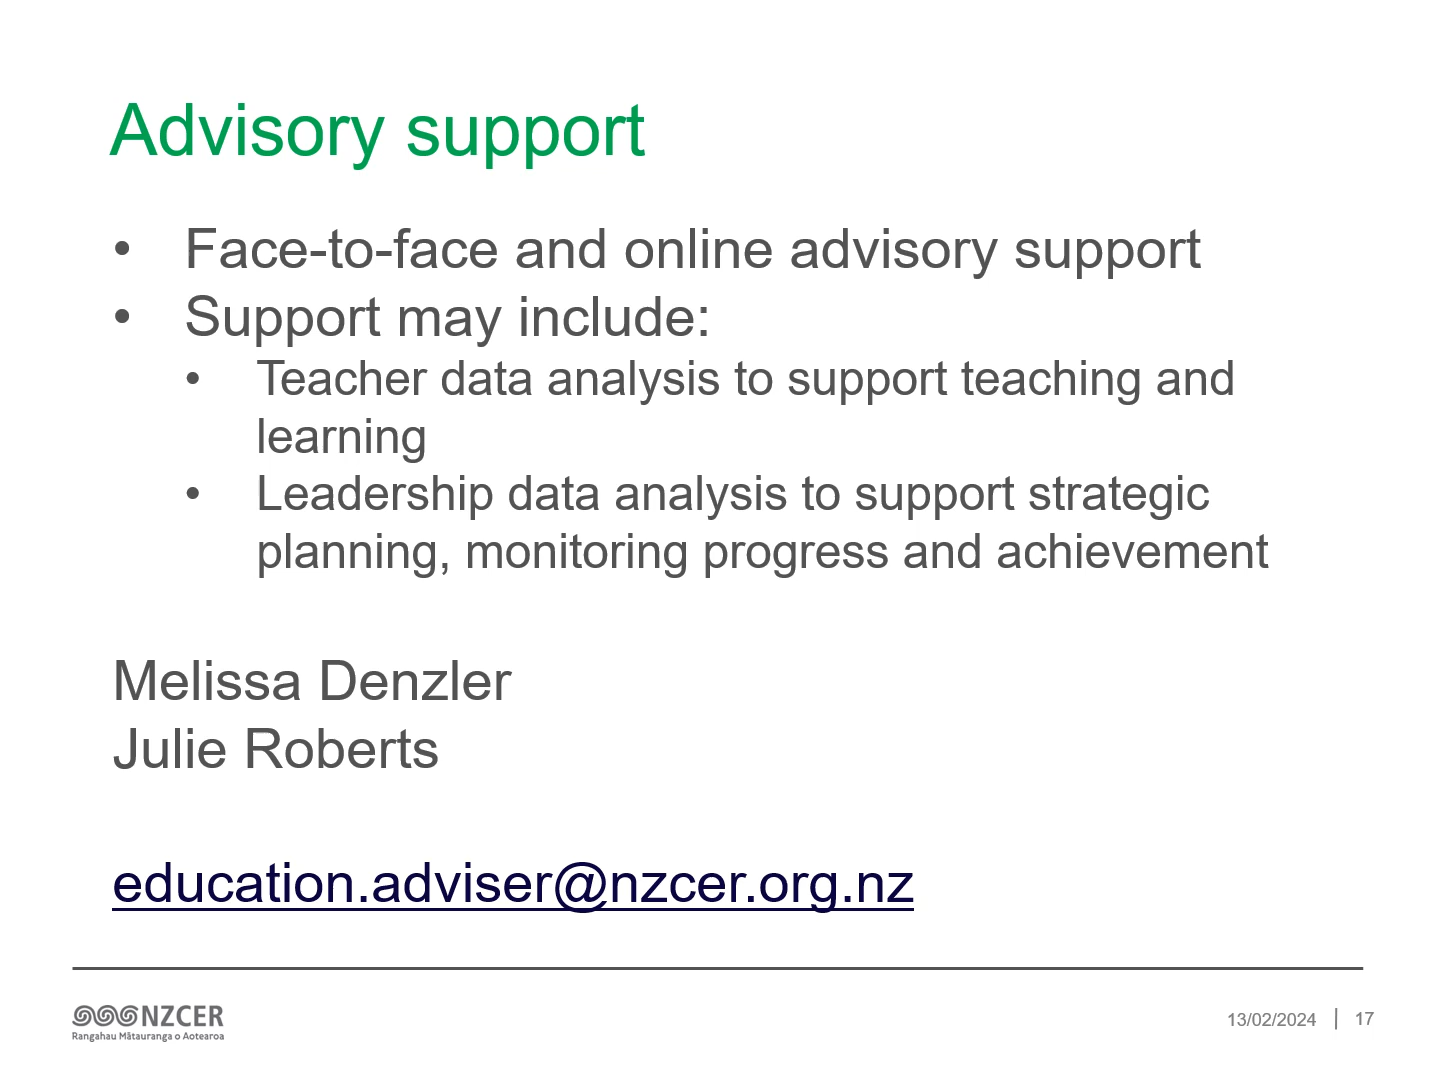 Advisory support
• Face-to-face and online advisory support
• Support may include:
• Teacher data analysis to support teaching and
learning
• Leadership data analysis to support strategic
planning, monitoring progress and achievement
Melissa Denzler
Julie Roberts
education.adviser@nzcer.org.nz
NZCER
Rangahau Mātauranga o Aotearoa
13/02/2024 | 17